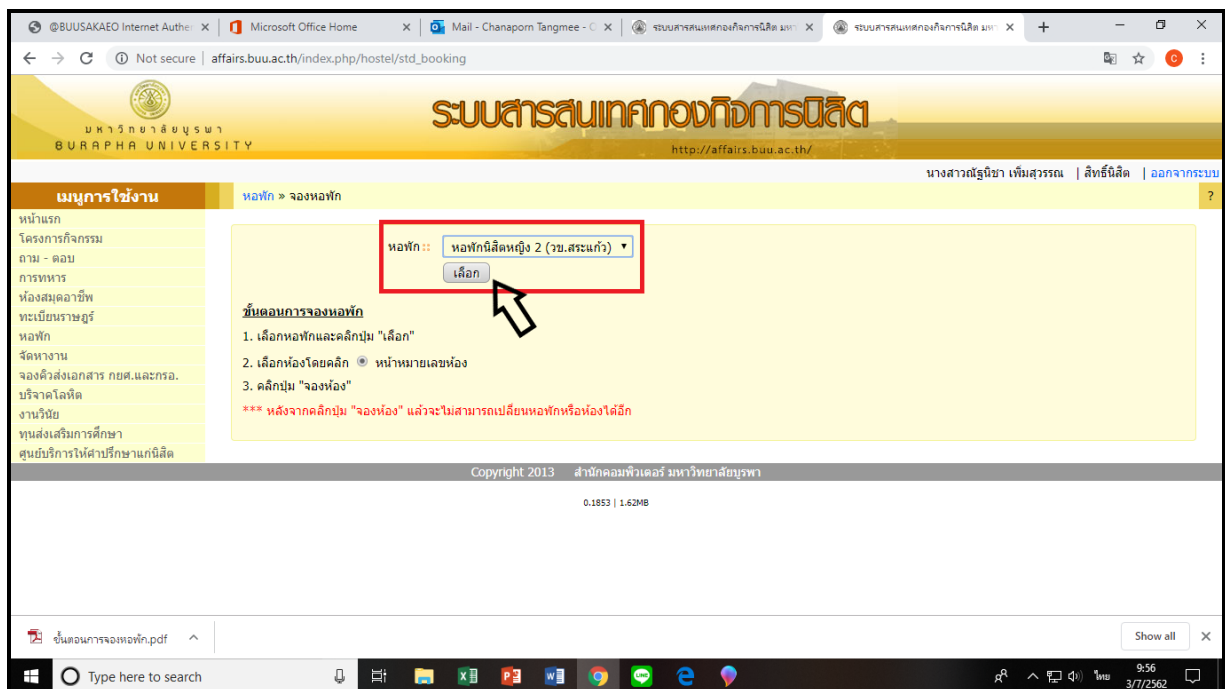 @BUUSAKAEO Internet Authe
Microsoft Office Home
Mail - Chanaporn Tangmee - O
ระบบสารสนเทศกองกิจการนิสิต มหา
ระบบสารสนเทศกองกิจการนิสิต มหา
Not secure | affairs.buu.ac.th/index.php/hostel/std_booking
C
มหาวิทยาลัยบูรพา
BURAPHA UNIVERSITY
ระบบสารสนเทศกองกิจการนิสิต
http://affairs.buu.ac.th/
นางสาวณัฐนิชา เพิ่มสุวรรณ | สิทธิ์นิสิต | ออกจากระบบ
เมนูการใช้งาน
หอพัก » จองหอพัก
?
หน้าแรก
โครงการกิจกรรม
ถาม - ตอบ
การทหาร
ห้องสมุดอาชีพ
ทะเบียนราษฎร์
หอพัก
จัดหางาน
จองคิวส่งเอกสาร กยศ.และกรอ.
บริจาคโลหิต
งานวินัย
ทุนส่งเสริมการศึกษา
ศูนย์บริการให้คำปรึกษาแก่นิสิต
หอพัก :: หอพักนิสิตหญิง 2 (วข.สระแก้ว)
เลือก
ขั้นตอนการจองหอพัก
1. เลือกหอพักและคลิกปุ่ม "เลือก"
2. เลือกห้องโดยคลิก หน้าหมายเลขห้อง
3. คลิกปุ่ม "จองห้อง"
*** หลังจากคลิกปุ่ม "จองห้อง" แล้วจะไม่สามารถเปลี่ยนหอพักหรือห้องได้อีก
Copyright 2013 สำนักคอมพิวเตอร์ มหาวิทยาลัยบูรพา
0.1853 | 1.62MB
ขั้นตอนการจองหอพัก.pdf
Show all
Type here to search
ไทย
9:56
3/7/2562